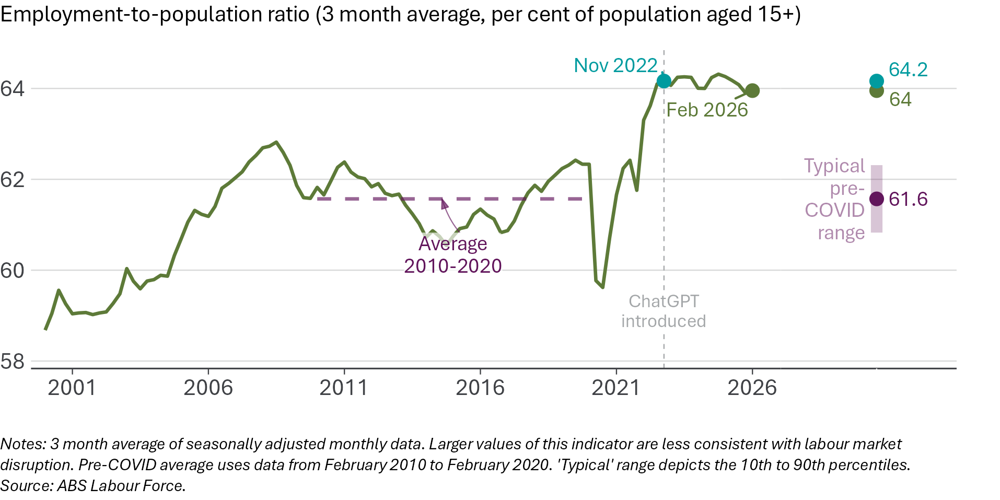 Employment-to-population ratio (3 month average, per cent of population aged 15+)
Nov 2022
64.2
64
64
Feb 2026
Typical
pre-
COVID
range
62
61.6
Average
2010-2020
60
ChatGPT
introduced
58
2001
2006
2011
2016
2021
2026
Notes: 3 month average of seasonally adjusted monthly data. Larger values of this indicator are less consistent with labour market
disruption. Pre-COVID average uses data from February 2010 to February 2020. 'Typical' range depicts the 10th to 90th percentiles.
Source: ABS Labour Force.